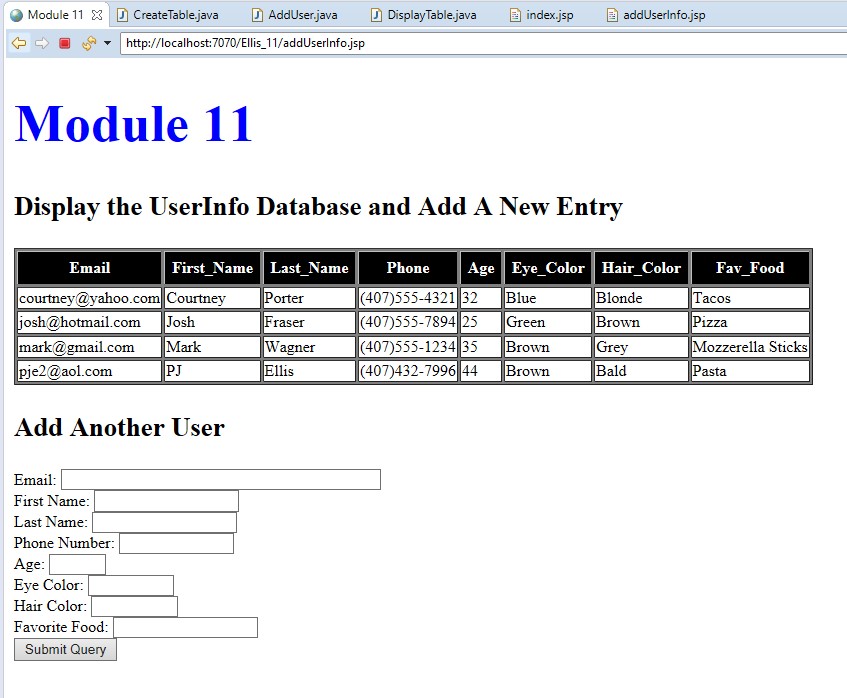 Module 11 CreateTable.java AddUser.java DisplayTable.java index.jsp addUserInfo.jsp
http://localhost:7070/Ellis_11/addUserInfo.jsp
Module 11
Display the UserInfo Database and Add A New Entry
Email First_Name Last_Name Phone Age Eye_Color Hair_Color Fav_Food
courtney@yahoo.com Courtney Porter (407)555-4321 32 Blue Blonde Tacos
josh@hotmail.com Josh Fraser (407)555-7894 25 Green Brown Pizza
mark@gmail.com Mark Wagner (407)555-1234 35 Brown Grey Mozzerella Sticks
pje2@aol.com PJ Ellis (407)432-7996 44 Brown Bald Pasta
Add Another User
Email:
First Name:
Last Name:
Phone Number:
Age:
Eye Color:
Hair Color:
Favorite Food:
Submit Query